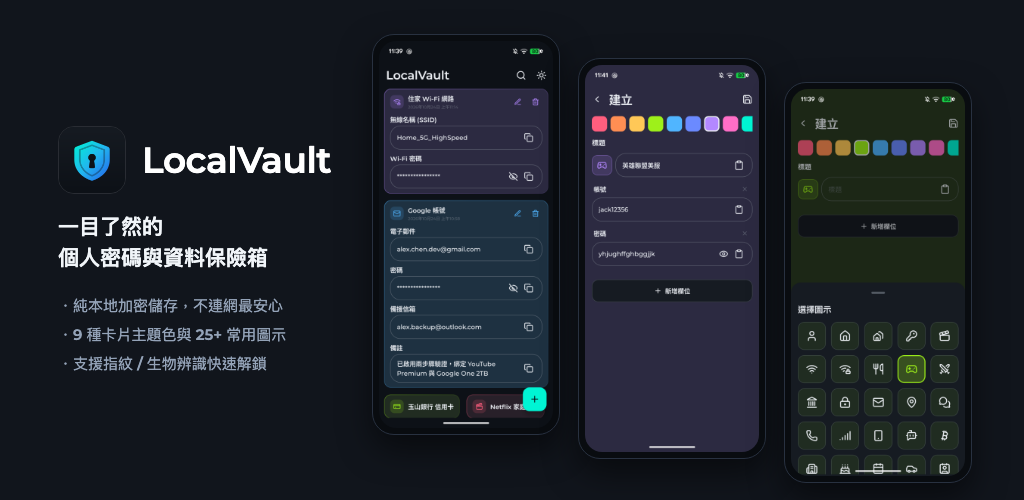 LocalVault
一目了然的
個人密碼與資料保險箱
· 純本地加密儲存，不連網最安心
· 9 種卡片主題色與 25+ 常用圖示
· 支援指紋 / 生物辨識快速解鎖
11:39
LocalVault
住家 Wi-Fi 網路
無線名稱 (SSID)
Home_5G_HighSpeed
Wi-Fi 密碼
****************
Google 帳號
電子郵件
alex.chen.dev@gmail.com
密碼
****************
備援信箱
alex.backup@outlook.com
備註
已啟用兩步驟驗證，綁定 YouTube
Premium 與 Google One 2TB
玉山銀行 信用卡
Netflix 家庭
+
11:41
建立
標題
英雄聯盟美服
帳號
jack12356
密碼
yhjughffghbggjjk
+ 新增欄位
11:39
建立
標題
標題
+ 新增欄位
選擇圖示